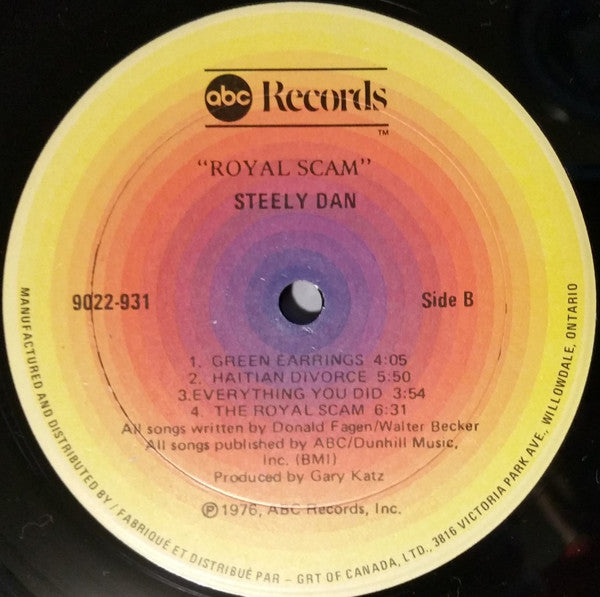 abc Records
TM
"ROYAL SCAM"
STEELY DAN
9022-931
Side B
1. GREEN EARRINGS 4:05
2. HAITIAN DIVORCE 5:50
3.EVERYTHING YOU DID 3:54
4. THE ROYAL SCAM 6:31
All songs written by Donald Fagen/Walter Becker
All songs published by ABC/Dunhill Music,
Inc. (BMI)
Produced by Gary Katz
Ⓟ1976, ABC Records, Inc.
MANUFACTURED AND DISTRIBUTED BY / FABRIQUÉ ET DISTRIBUÉ PAR – GRT OF CANADA, LTD., 3816 VICTORIA PARK AVE., WILLOWDALE, ONTARIO